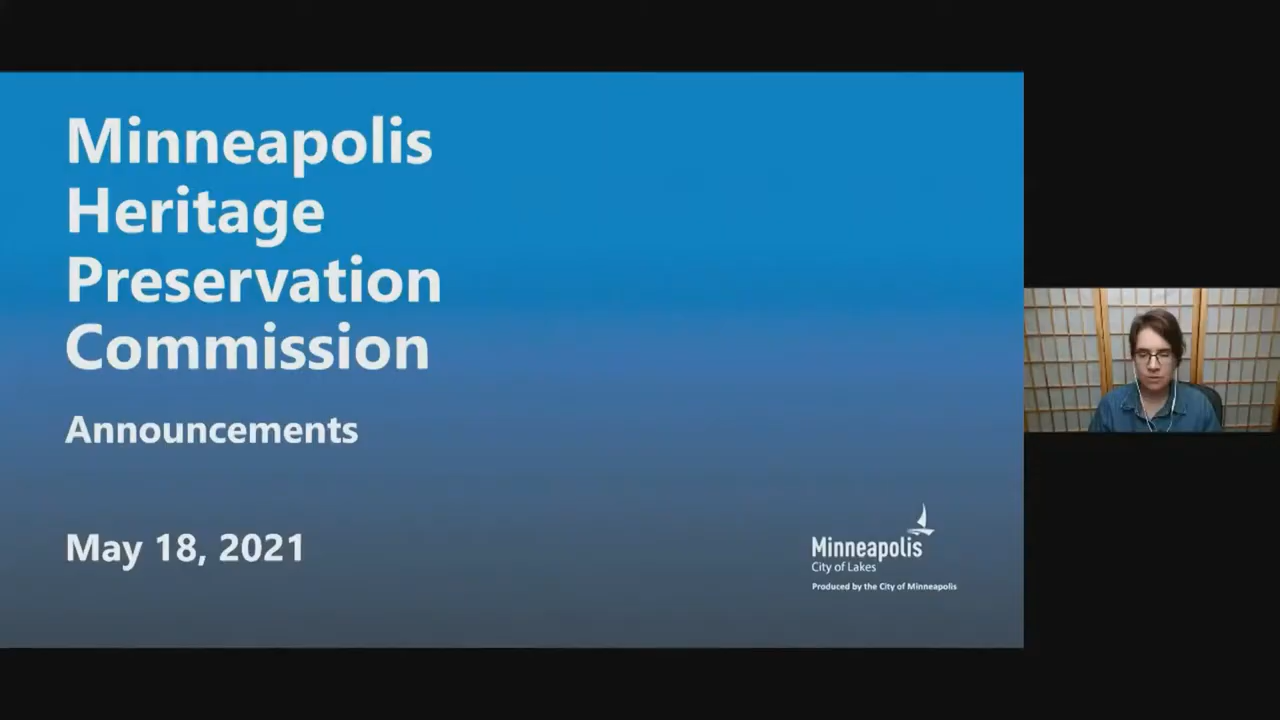 Minneapolis
Heritage
Preservation
Commission
Announcements
May 18, 2021
Minneapolis
City of Lakes
Produced by the City of Minneapolis